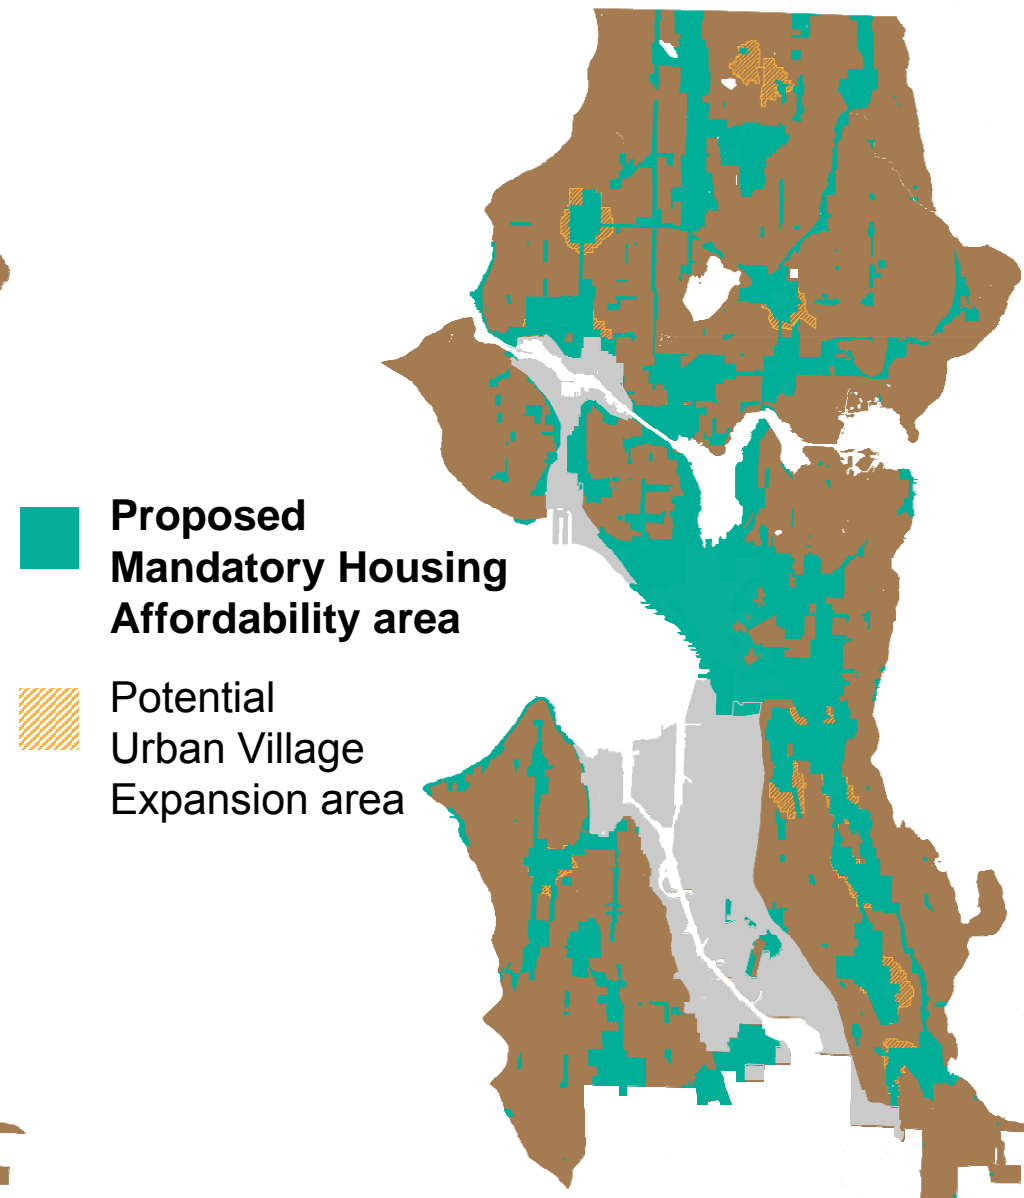 Proposed
Mandatory Housing
Affordability area
Potential
Urban Village
Expansion area